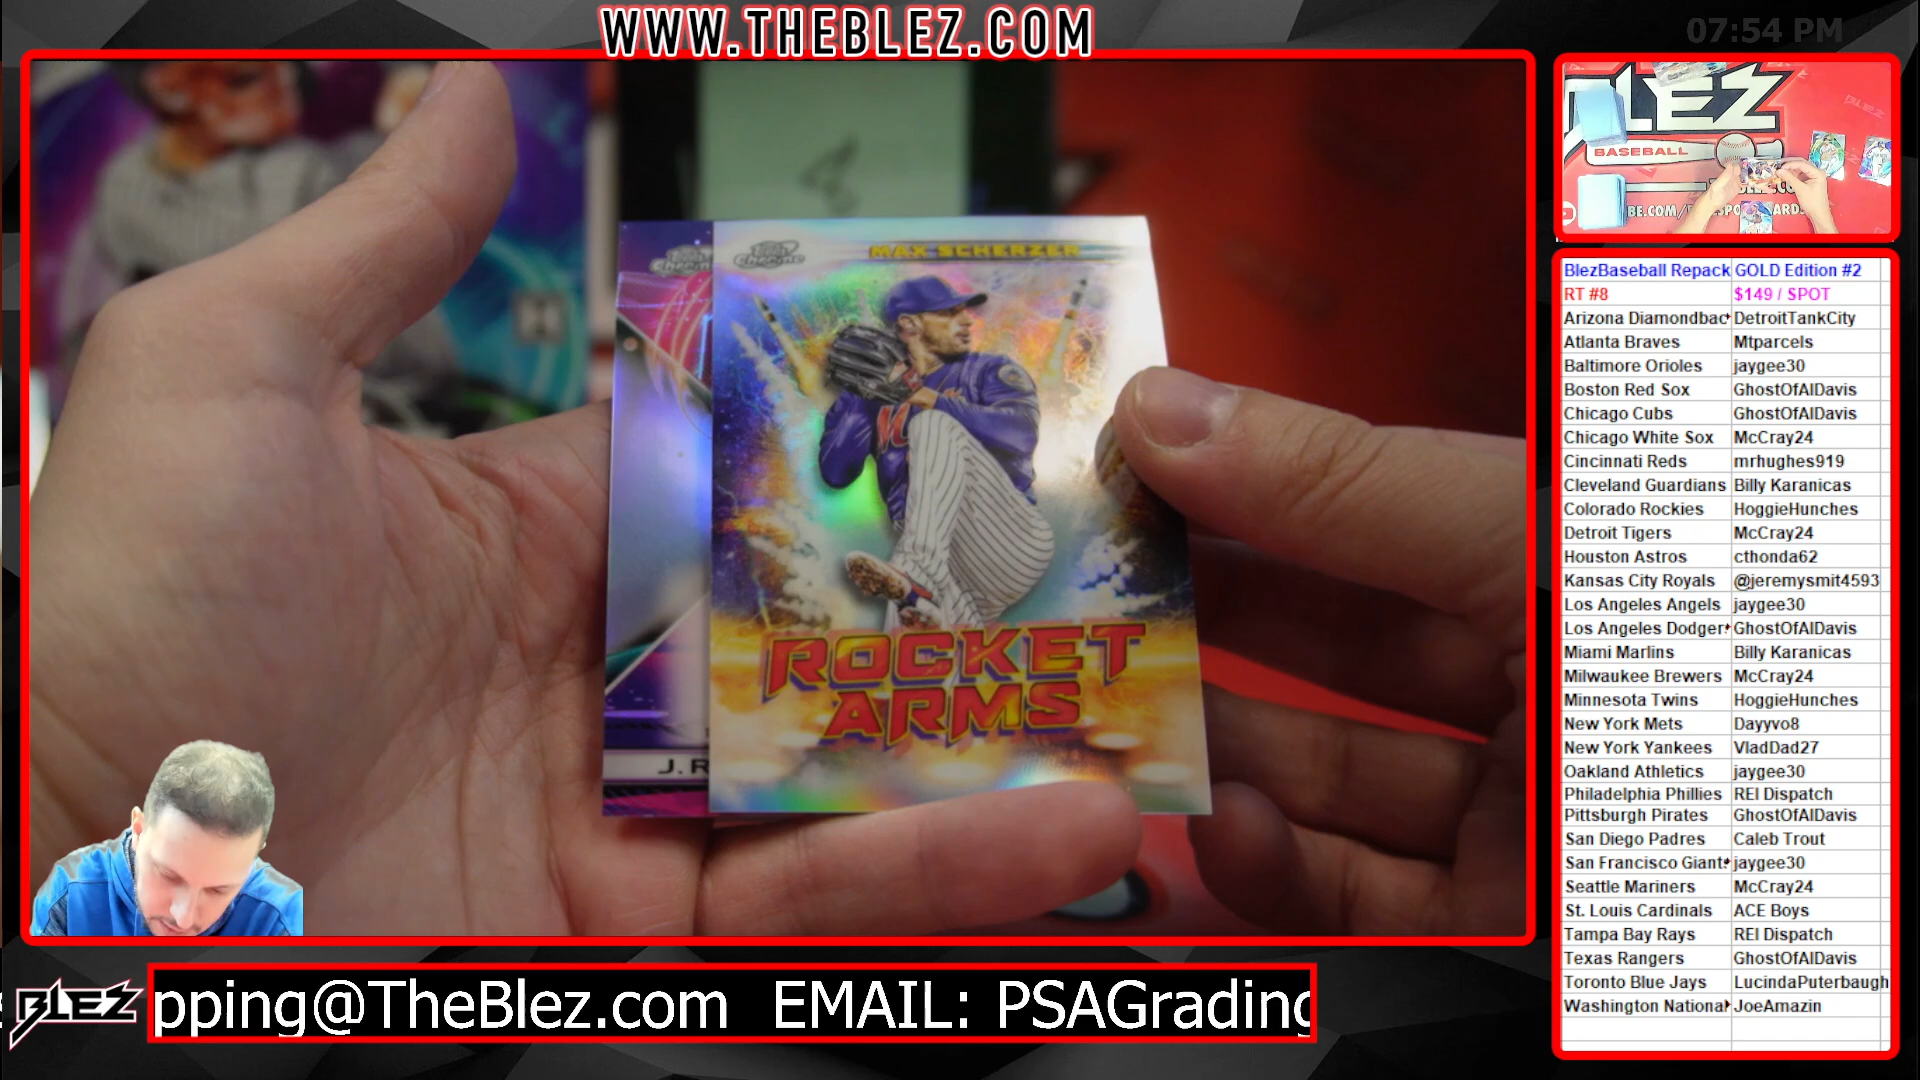 WWW.THEBLEZ.COM
07:54 PM
Topps Chrome
MAX SCHERZER
ROCKET
ARMS
J. R
BLEZ
BASEBALL
BlezBaseball Repack GOLD Edition #2
RT #8 $149 / SPOT
Arizona Diamondbac DetroitTankCity
Atlanta Braves Mtparcels
Baltimore Orioles jaygee30
Boston Red Sox GhostOfAlDavis
Chicago Cubs GhostOfAlDavis
Chicago White Sox McCray24
Cincinnati Reds mrhughes919
Cleveland Guardians Billy Karanicas
Colorado Rockies HoggieHunches
Detroit Tigers McCray24
Houston Astros cthonda62
Kansas City Royals @jeremysmit4593
Los Angeles Angels jaygee30
Los Angeles Dodger GhostOfAlDavis
Miami Marlins Billy Karanicas
Milwaukee Brewers McCray24
Minnesota Twins HoggieHunches
New York Mets Dayyvo8
New York Yankees VladDad27
Oakland Athletics jaygee30
Philadelphia Phillies REI Dispatch
Pittsburgh Pirates GhostOfAlDavis
San Diego Padres Caleb Trout
San Francisco Giant jaygee30
Seattle Mariners McCray24
St. Louis Cardinals ACE Boys
Tampa Bay Rays REI Dispatch
Texas Rangers GhostOfAlDavis
Toronto Blue Jays LucindaPuterbaugh
Washington National JoeAmazin
BLEZ
pping@TheBlez.com EMAIL: PSAGrading